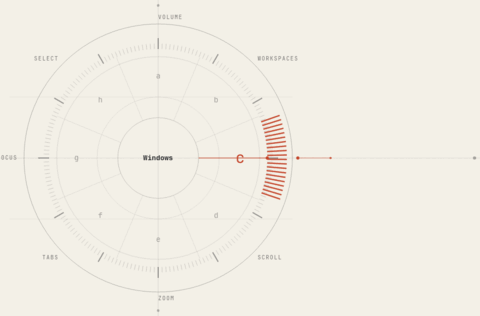 VOLUME
SELECT
WORKSPACES
a
h
b
OCUS
g
Windows
C
f
d
e
TABS
SCROLL
ZOOM